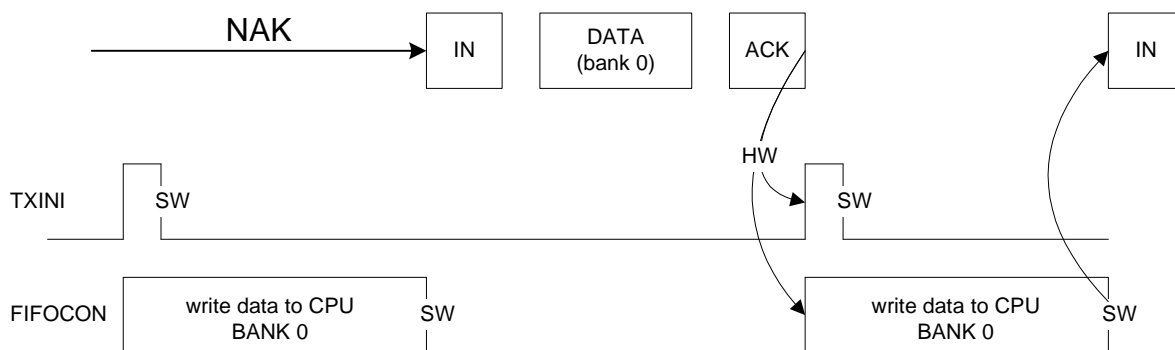 NAK
IN
DATA
(bank 0)
ACK
IN
HW
TXINI
SW
SW
FIFOCON
write data to CPU
BANK 0
SW
write data to CPU
BANK 0
SW